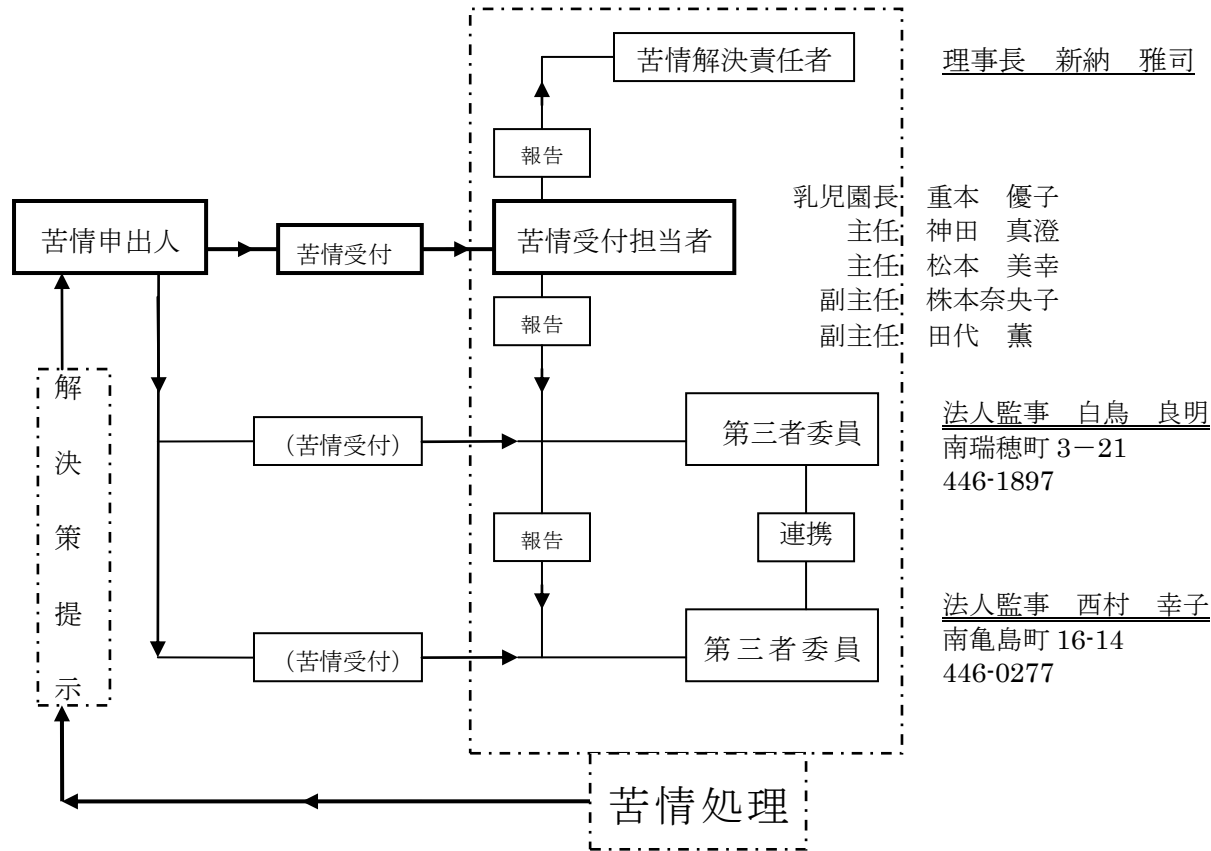 苦情解決責任者
理事長　新納　雅司
報告
乳児園長　重本　優子
主任　神田　真澄
主任　松本　美幸
副主任　株本奈央子
副主任　田代　薫
苦情申出人
苦情受付
苦情受付担当者
報告
解決策提示
(苦情受付)
第三者委員
法人監事　白鳥　良明
南瑞穂町 3－21
446-1897
報告
連携
(苦情受付)
第三者委員
法人監事　西村　幸子
南亀島町 16-14
446-0277
苦情処理